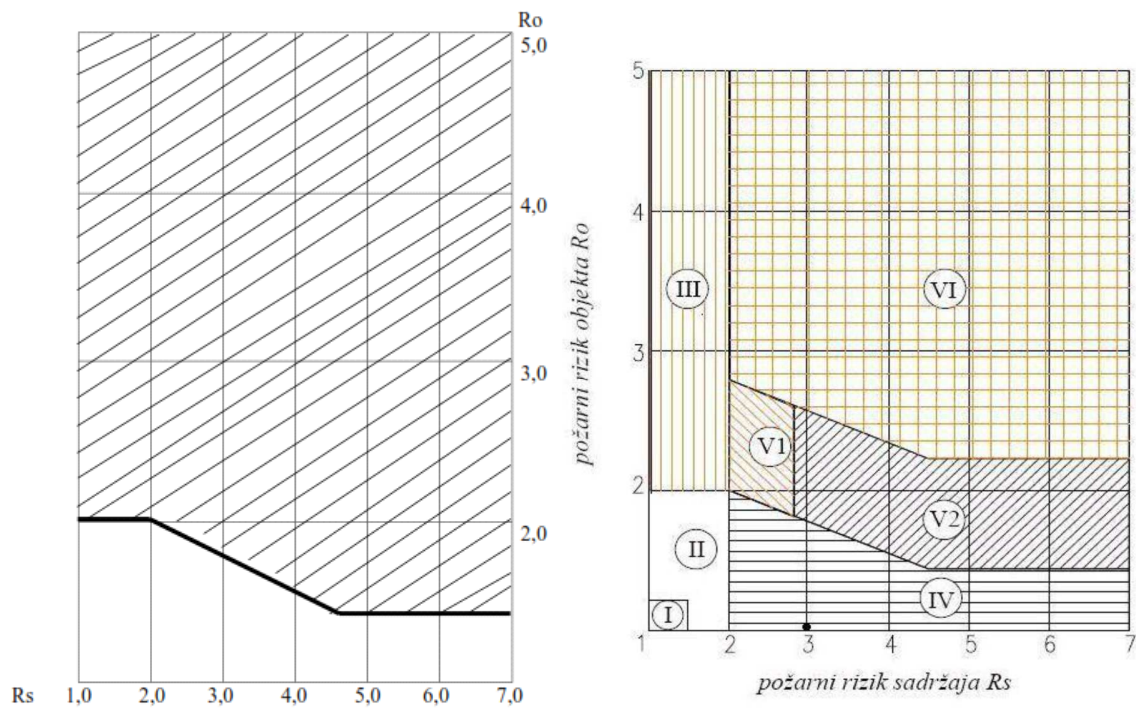 Ro
5,0
4,0
3,0
2,0
Rs 1,0 2,0 3,0 4,0 5,0 6,0 7,0
požarni rizik objekta Ro
5
4
3
2
1 2 3 4 5 6 7
III
VI
V1
V2
II
IV
I
požarni rizik sadržaja Rs